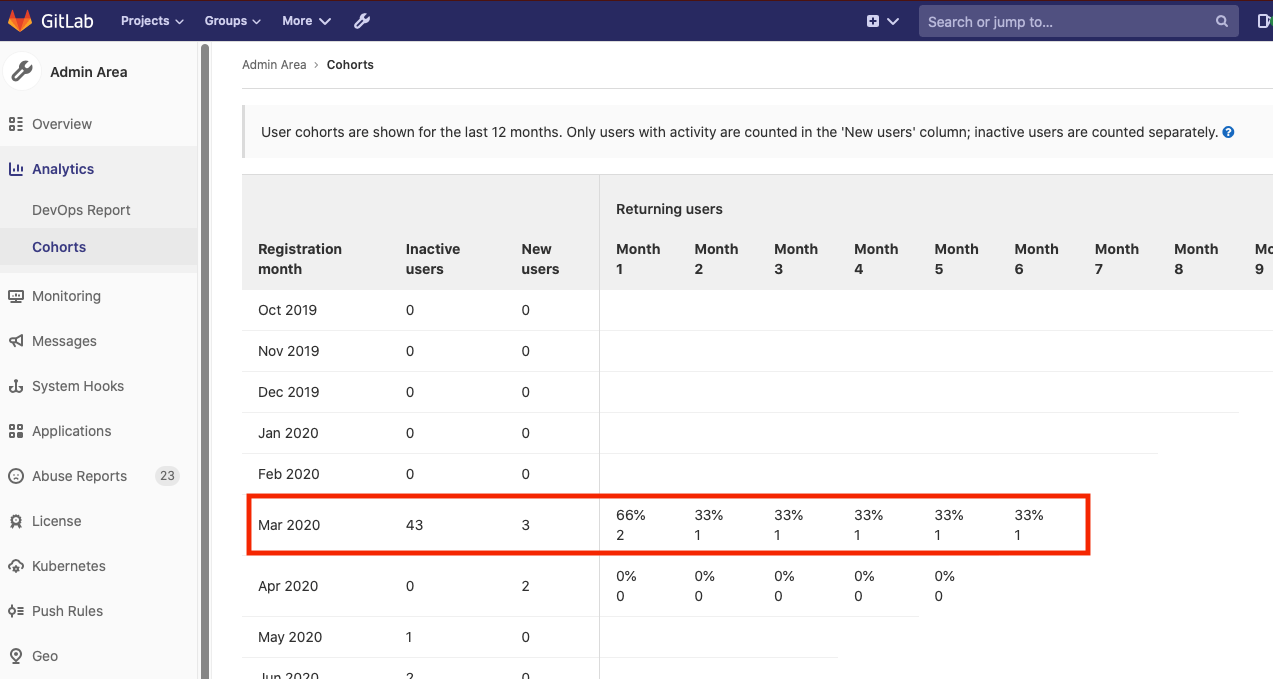 GitLab Projects Groups More Search or jump to...
Admin Area
Overview
Analytics
DevOps Report
Cohorts
Monitoring
Messages
System Hooks
Applications
Abuse Reports 23
License
Kubernetes
Push Rules
Geo
Admin Area › Cohorts
User cohorts are shown for the last 12 months. Only users with activity are counted in the 'New users' column; inactive users are counted separately.
Returning users
Registration month Inactive users New users Month 1 Month 2 Month 3 Month 4 Month 5 Month 6 Month 7 Month 8 9
Oct 2019 0 0
Nov 2019 0 0
Dec 2019 0 0
Jan 2020 0 0
Feb 2020 0 0
Mar 2020 43 3 66% 2 33% 1 33% 1 33% 1 33% 1 33% 1
Apr 2020 0 2 0% 0 0% 0 0% 0 0% 0 0% 0
May 2020 1 0
Jun 2020 2 0